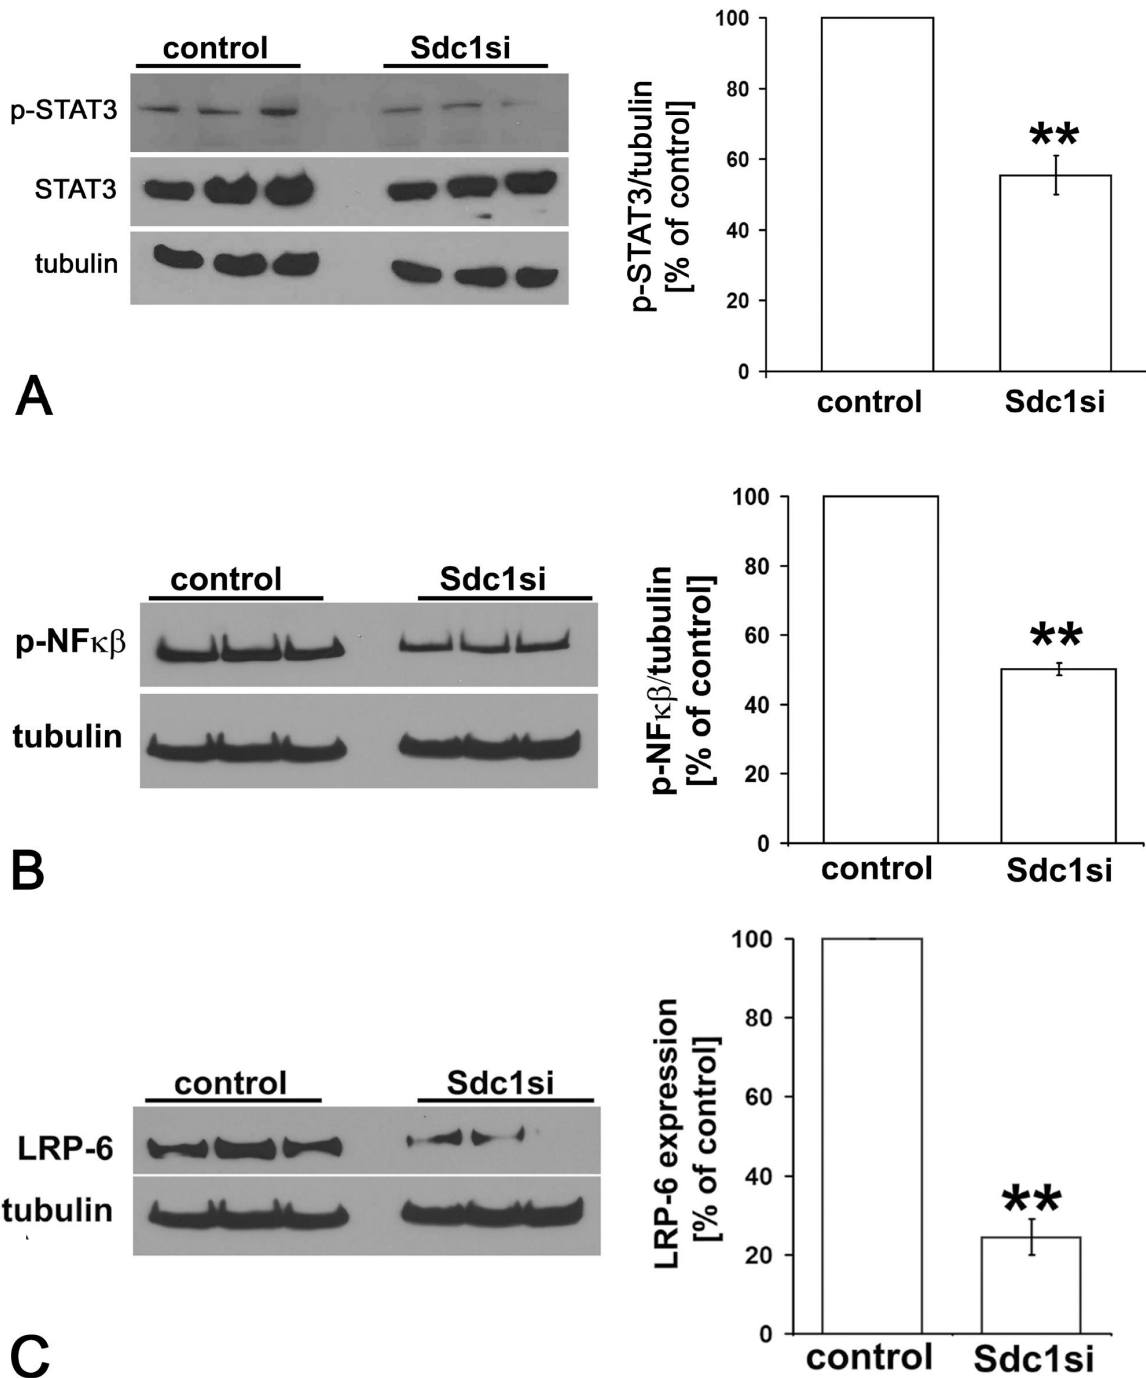 control Sdc1si
p-STAT3
STAT3
tubulin
A
100
80
60
40
20
0
p-STAT3/tubulin
[% of control]
**
control Sdc1si
control Sdc1si
p-NFκβ
tubulin
B
100
80
60
40
20
0
p-NFκβ/tubulin
[% of control]
**
control Sdc1si
control Sdc1si
LRP-6
tubulin
C
100
80
60
40
20
0
LRP-6 expression
[% of control]
**
control Sdc1si